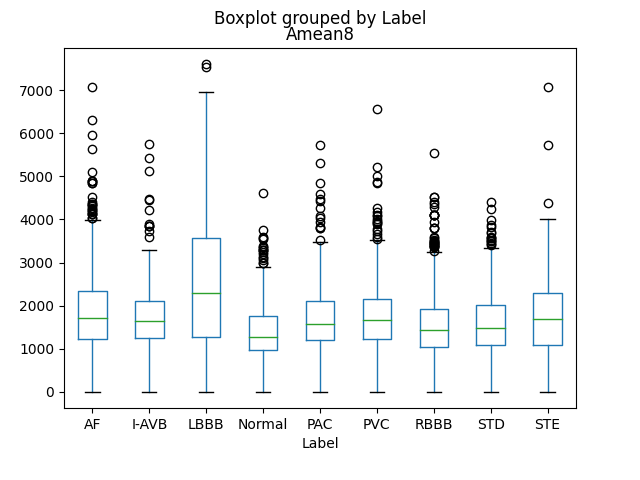 Boxplot grouped by Label
Amean8
7000
6000
5000
4000
3000
2000
1000
0
AF I-AVB LBBB Normal PAC PVC RBBB STD STE
Label